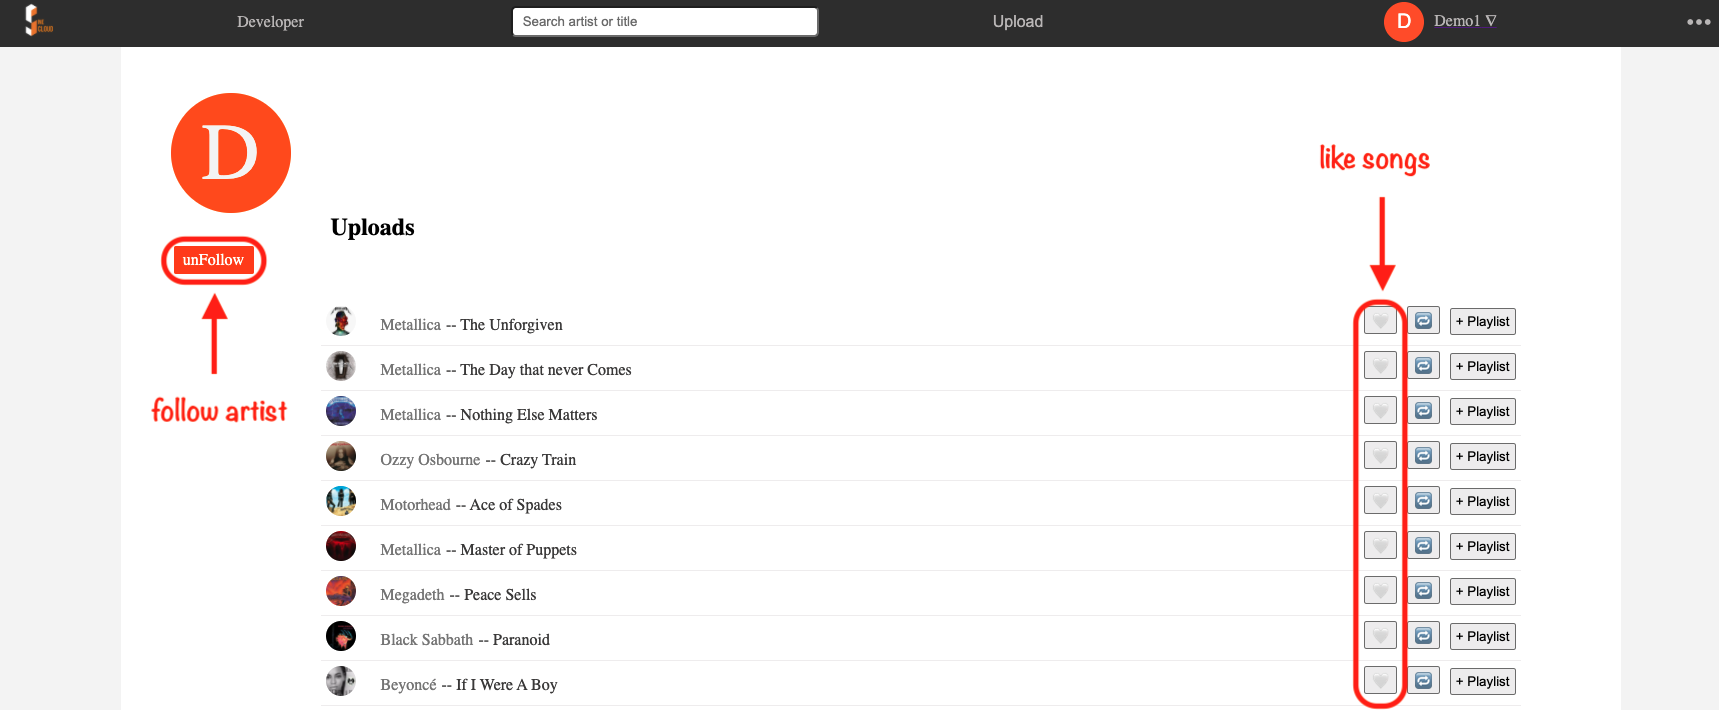 Developer
Search artist or title
Upload
D
Demo1 ∇
D
like songs
Uploads
unFollow
follow artist
Metallica -- The Unforgiven
+ Playlist
Metallica -- The Day that never Comes
+ Playlist
Metallica -- Nothing Else Matters
+ Playlist
Ozzy Osbourne -- Crazy Train
+ Playlist
Motorhead -- Ace of Spades
+ Playlist
Metallica -- Master of Puppets
+ Playlist
Megadeth -- Peace Sells
+ Playlist
Black Sabbath -- Paranoid
+ Playlist
Beyoncé -- If I Were A Boy
+ Playlist